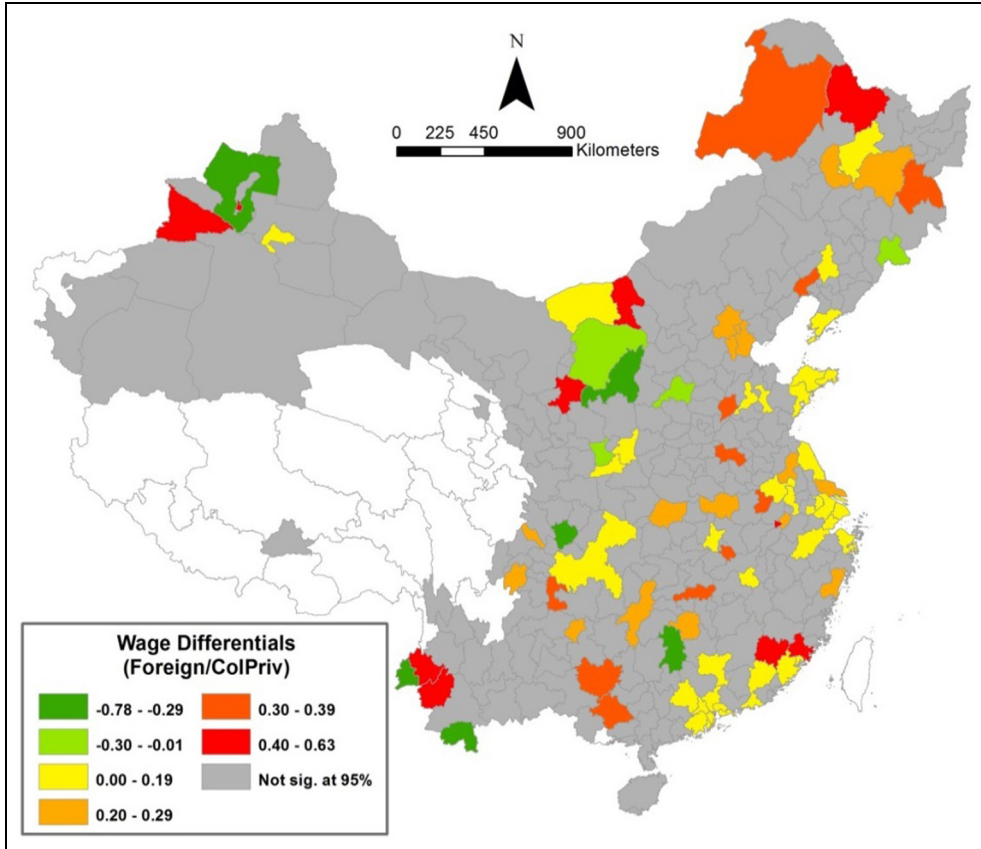 N
0 225 450 900
Kilometers
Wage Differentials
(Foreign/ColPriv)
-0.78 - -0.29
0.30 - 0.39
-0.30 - -0.01
0.40 - 0.63
0.00 - 0.19
Not sig. at 95%
0.20 - 0.29